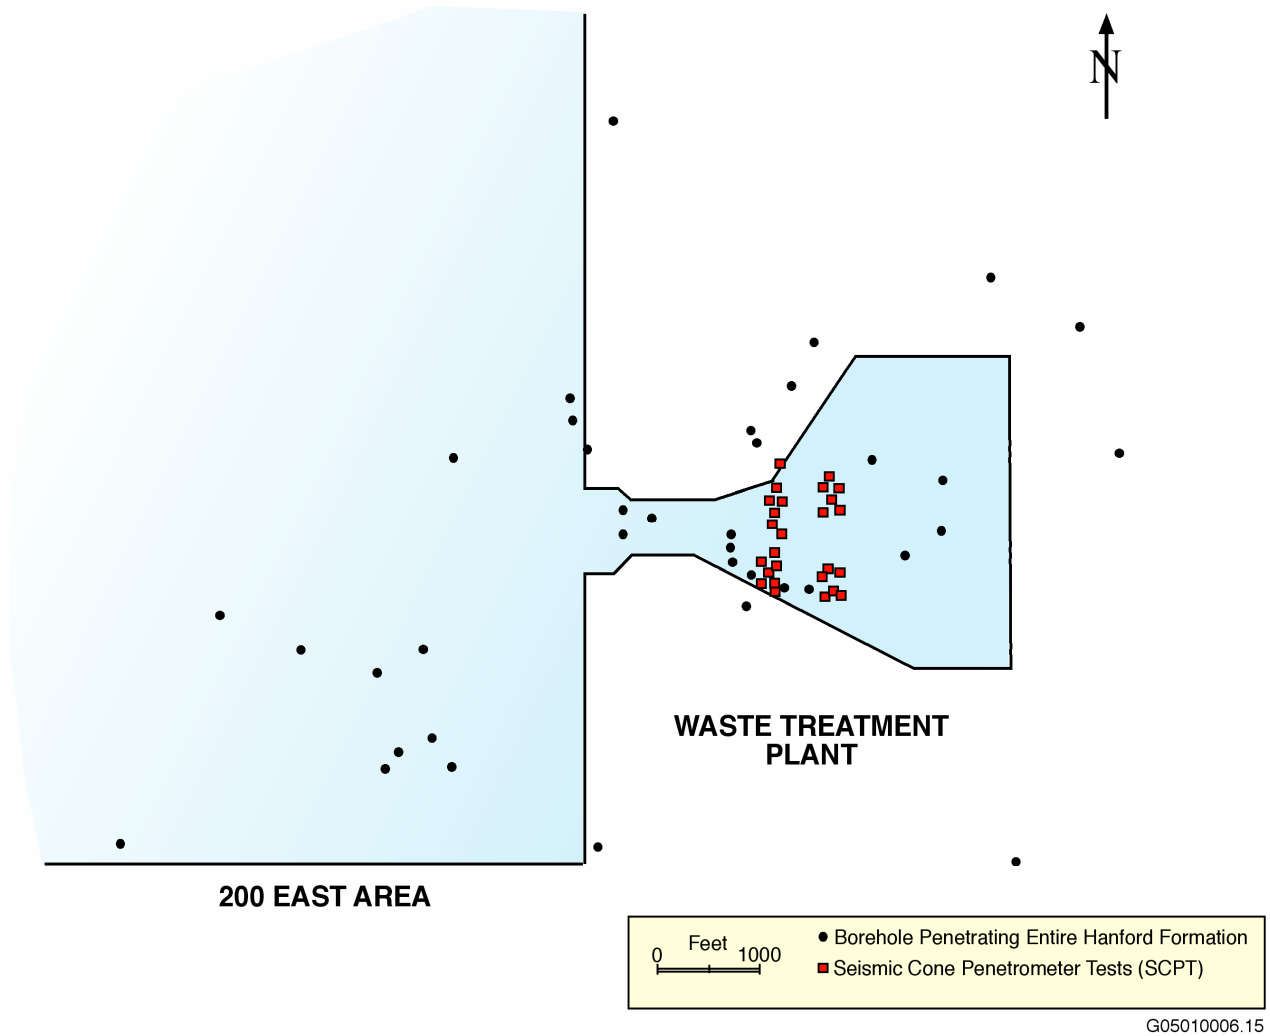 N
WASTE TREATMENT
PLANT
200 EAST AREA
Feet
0 1000
Borehole Penetrating Entire Hanford Formation
Seismic Cone Penetrometer Tests (SCPT)
G05010006.15